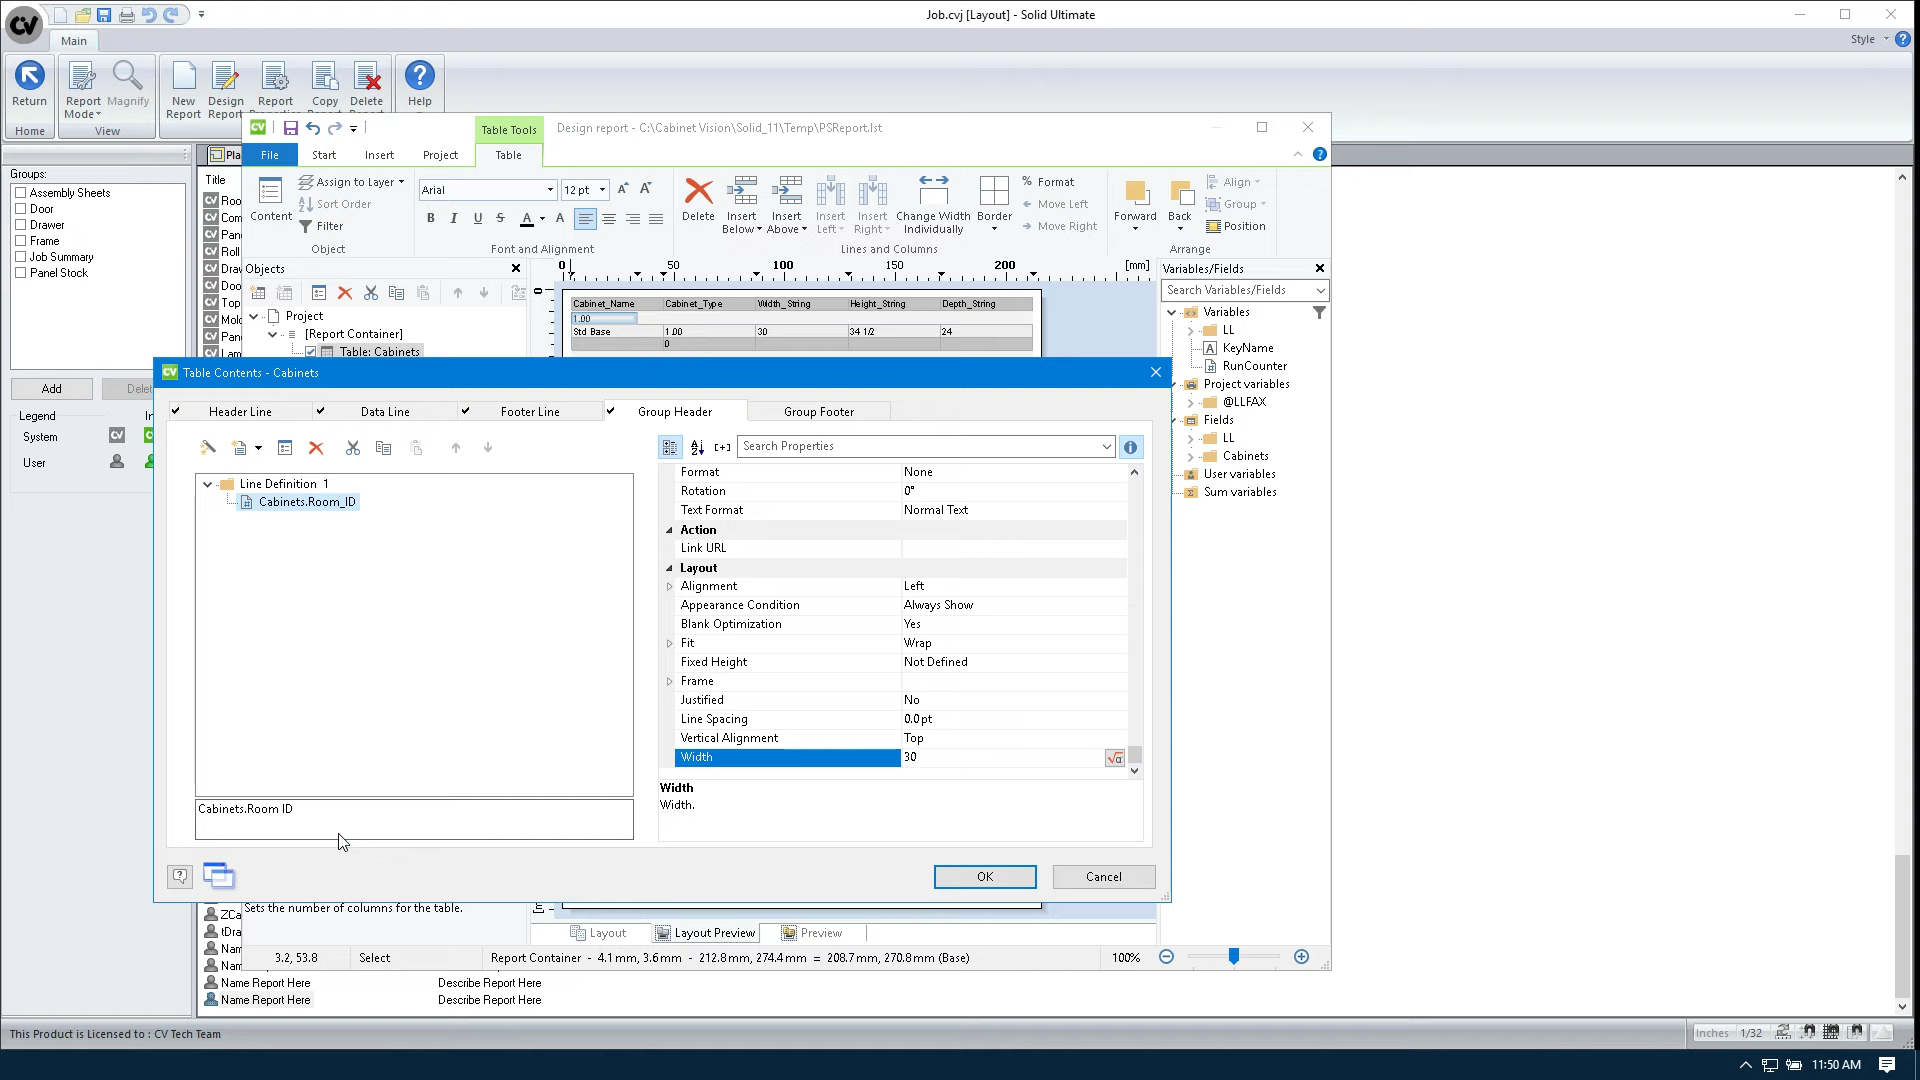 CV
Job.cvj [Layout] - Solid Ultimate
Main
Style
Return
Report
Mode
Magnify
New
Report
Design
Report
Report
Copy
Delete
Help
Home
View
CV
Table Tools
Design report - C:\Cabinet Vision\Solid_11\Temp\PSReport.lst
File
Start
Insert
Project
Table
Groups:
Assembly Sheets
Door
Drawer
Frame
Job Summary
Panel Stock
Add
Legend
System
CV
User
Title
Content
Assign to Layer
Sort Order
Filter
Object
Arial
12 pt
B I U S A A
Font and Alignment
Delete
Insert
Below
Insert
Above
Insert
Left
Insert
Right
Change Width
Individually
Border
Format
Move Left
Move Right
Lines and Columns
Forward
Back
Align
Group
Position
Arrange
Objects
Project
[Report Container]
Table: Cabinets
0 50 100 150 200 [mm]
Cabinet_Name Cabinet_Type Width_String Height_String Depth_String
1.00
Std Base 1.00 30 34 1/2 24
0
Variables/Fields
Search Variables/Fields
Variables
LL
KeyName
RunCounter
Project variables
@LLFAX
Fields
LL
Cabinets
User variables
Sum variables
CV Table Contents - Cabinets
Header Line
Data Line
Footer Line
Group Header
Group Footer
Line Definition 1
Cabinets.Room_ID
Cabinets.Room ID
Search Properties
Format None
Rotation 0°
Text Format Normal Text
Action
Link URL
Layout
Alignment Left
Appearance Condition Always Show
Blank Optimization Yes
Fit Wrap
Fixed Height Not Defined
Frame
Justified No
Line Spacing 0.0 pt
Vertical Alignment Top
Width 30
Width
Width.
OK
Cancel
Sets the number of columns for the table.
Layout
Layout Preview
Preview
3.2, 53.8
Select
Report Container - 4.1 mm, 3.6 mm - 212.8 mm, 274.4 mm = 208.7 mm, 270.8 mm (Base)
100%
Name Report Here Describe Report Here
Name Report Here Describe Report Here
This Product is Licensed to : CV Tech Team
Inches
1/32
11:50 AM